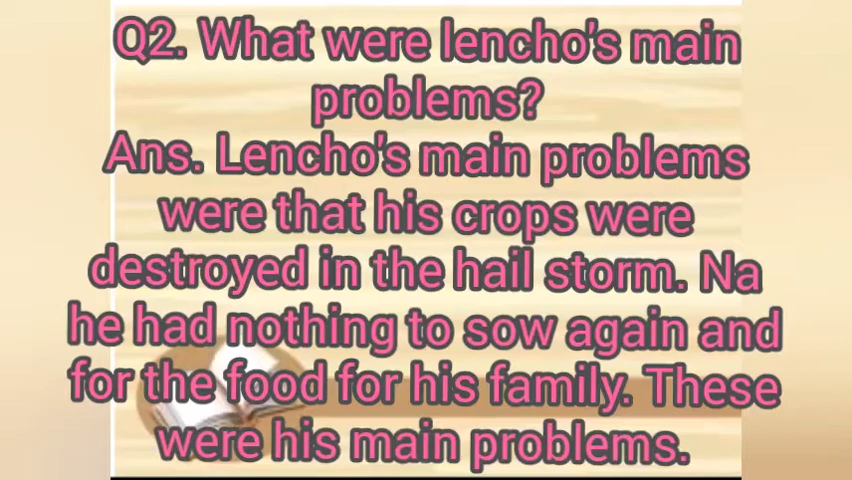 Q2. What were lencho's main
problems?
Ans. Lencho's main problems
were that his crops were
destroyed in the hail storm. Na
he had nothing to sow again and
for the food for his family. These
were his main problems.